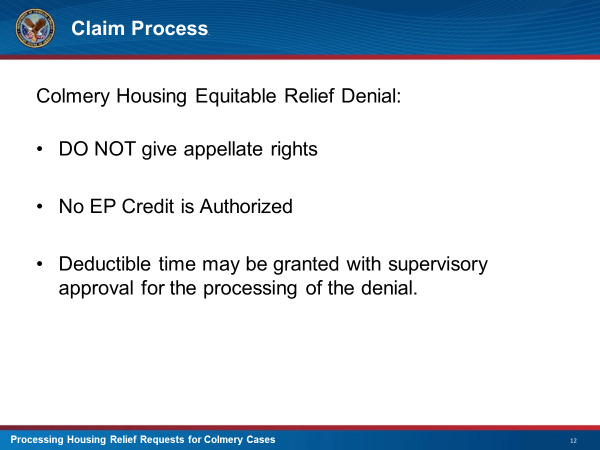 Claim Process
Colmery Housing Equitable Relief Denial:
• DO NOT give appellate rights
• No EP Credit is Authorized
• Deductible time may be granted with supervisory
approval for the processing of the denial.
Processing Housing Relief Requests for Colmery Cases
12